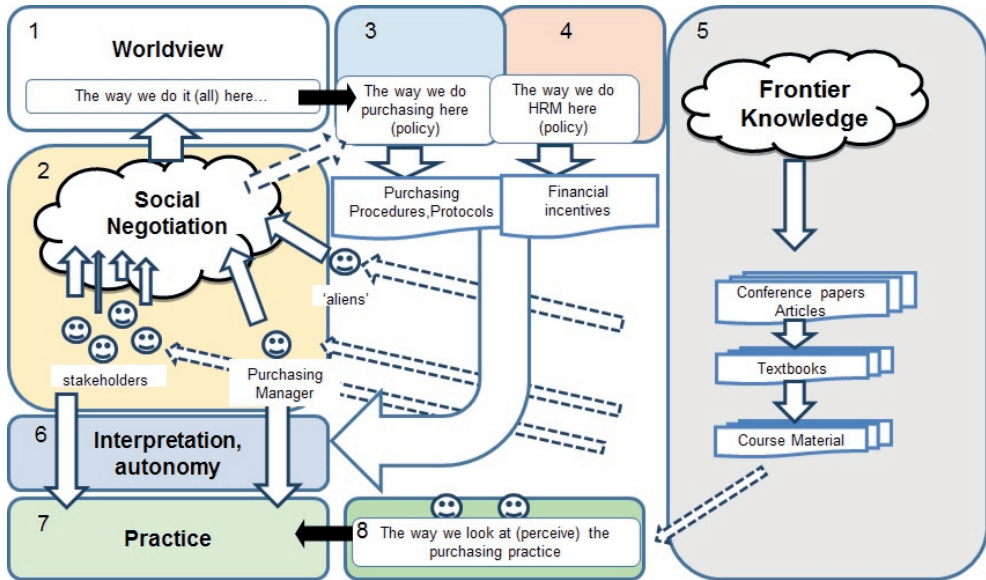 1
Worldview
The way we do it (all) here...
2
Social
Negotiation
'aliens'
stakeholders
Purchasing
Manager
3
The way we do
purchasing here
(policy)
4
The way we do
HRM here
(policy)
Purchasing
Procedures,Protocols
Financial
incentives
5
Frontier
Knowledge
Conference papers
Articles
Textbooks
Course Material
6
Interpretation,
autonomy
7
Practice
8
The way we look at (perceive) the
purchasing practice